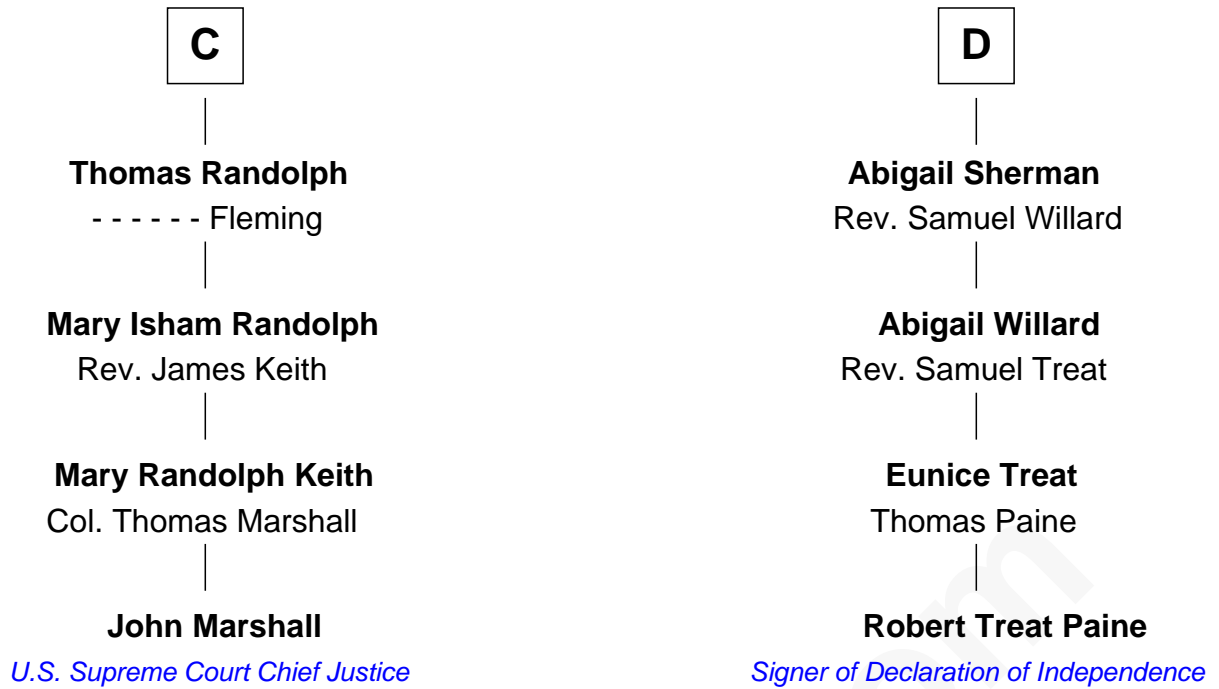 C
Thomas Randolph
- - - - - - Fleming
Mary Isham Randolph
Rev. James Keith
Mary Randolph Keith
Col. Thomas Marshall
John Marshall
U.S. Supreme Court Chief Justice
D
Abigail Sherman
Rev. Samuel Willard
Abigail Willard
Rev. Samuel Treat
Eunice Treat
Thomas Paine
Robert Treat Paine
Signer of Declaration of Independence